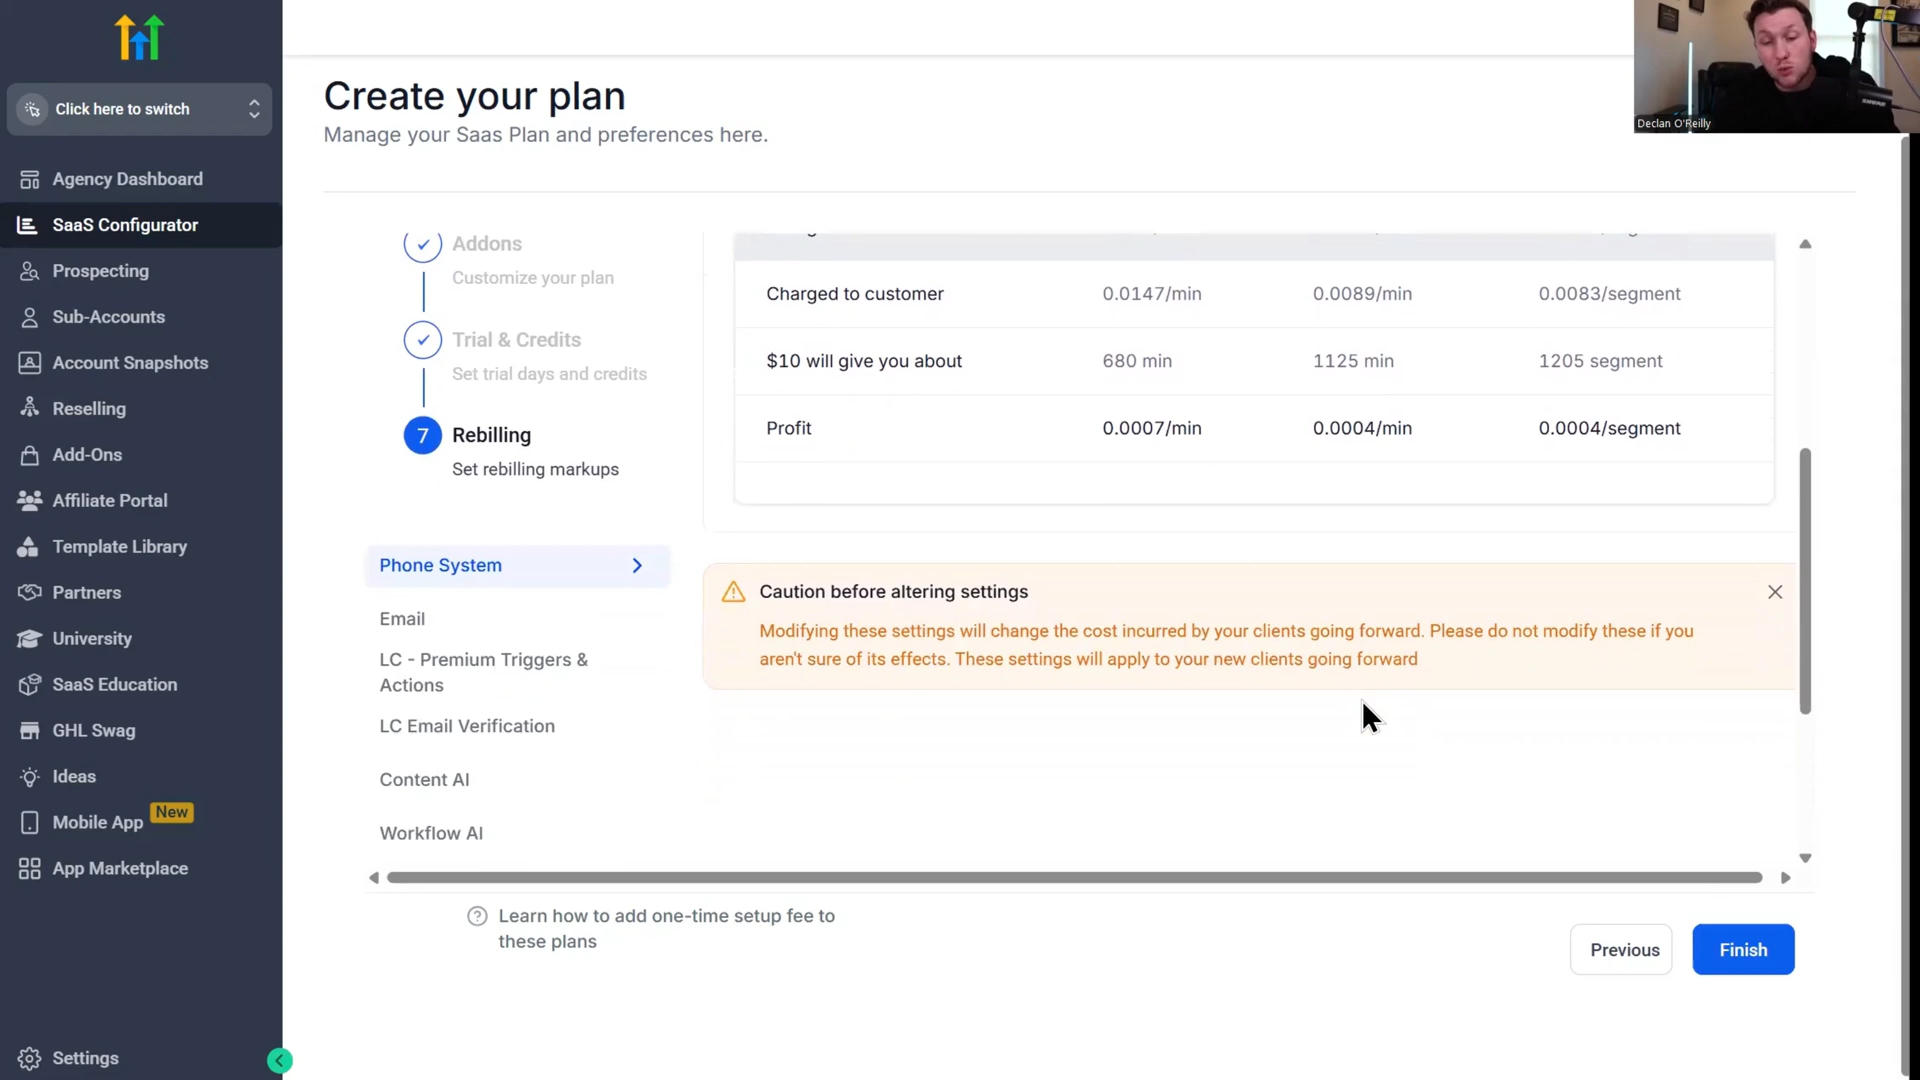 Click here to switch
Agency Dashboard
SaaS Configurator
Prospecting
Sub-Accounts
Account Snapshots
Reselling
Add-Ons
Affiliate Portal
Template Library
Partners
University
SaaS Education
GHL Swag
Ideas
Mobile App
New
App Marketplace
Settings
Create your plan
Manage your Saas Plan and preferences here.
Addons
Customize your plan
Trial & Credits
Set trial days and credits
7
Rebilling
Set rebilling markups
Phone System
Email
LC - Premium Triggers &
Actions
LC Email Verification
Content AI
Workflow AI
Charged to customer 0.0147/min 0.0089/min 0.0083/segment
$10 will give you about 680 min 1125 min 1205 segment
Profit 0.0007/min 0.0004/min 0.0004/segment
Caution before altering settings
Modifying these settings will change the cost incurred by your clients going forward. Please do not modify these if you
aren't sure of its effects. These settings will apply to your new clients going forward
Learn how to add one-time setup fee to
these plans
Previous
Finish
Declan O'Reilly